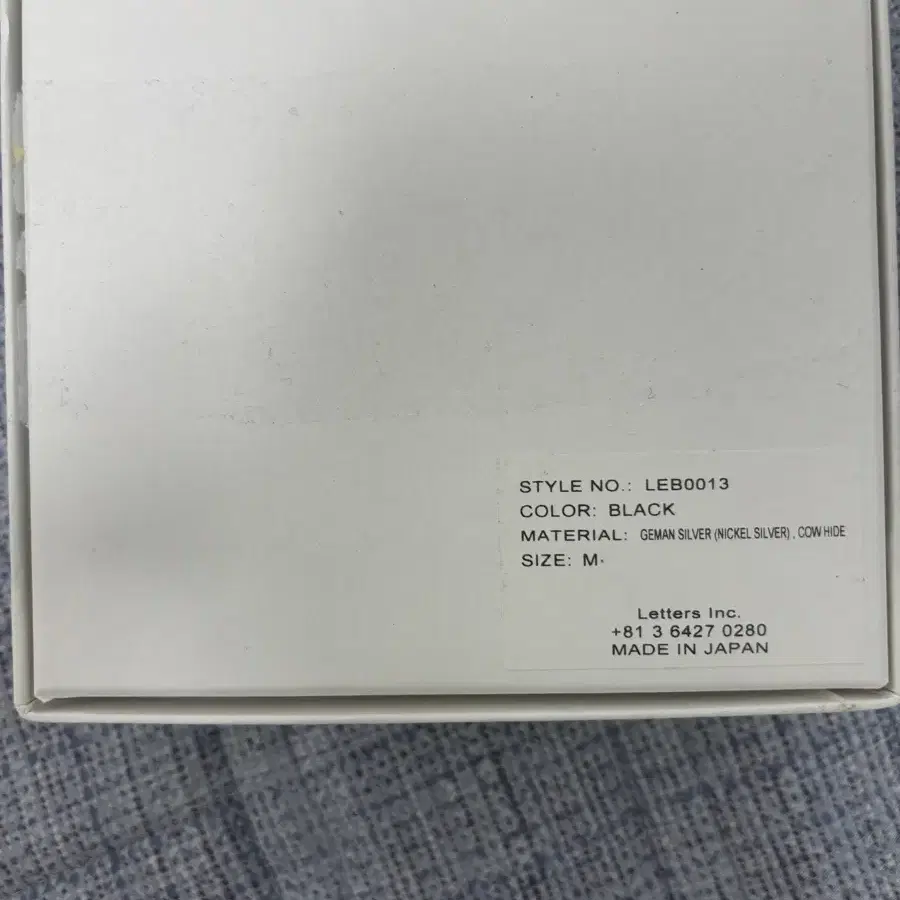 STYLE NO.: LEB0013
COLOR: BLACK
MATERIAL: GEMAN SILVER (NICKEL SILVER) , COW HIDE
SIZE: M
Letters Inc.
+81 3 6427 0280
MADE IN JAPAN